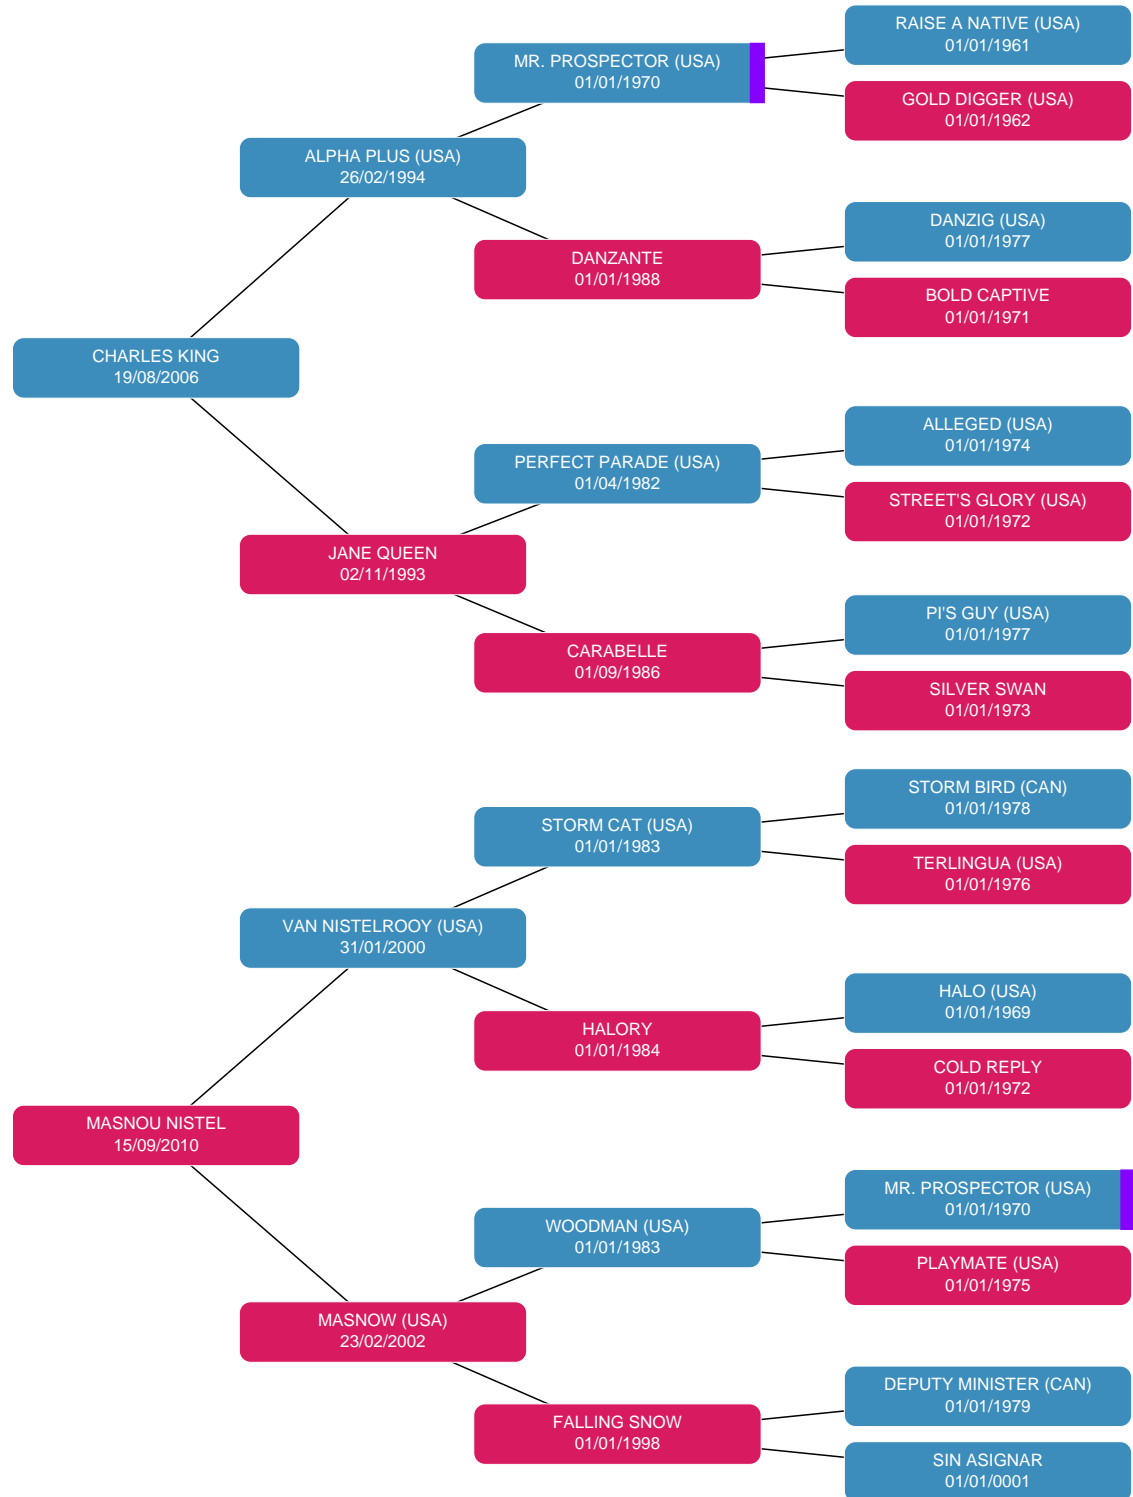 RAISE A NATIVE (USA)
01/01/1961
MR. PROSPECTOR (USA)
01/01/1970
GOLD DIGGER (USA)
01/01/1962
ALPHA PLUS (USA)
26/02/1994
DANZIG (USA)
01/01/1977
DANZANTE
01/01/1988
BOLD CAPTIVE
01/01/1971
CHARLES KING
19/08/2006
ALLEGED (USA)
01/01/1974
PERFECT PARADE (USA)
01/04/1982
STREET'S GLORY (USA)
01/01/1972
JANE QUEEN
02/11/1993
PI'S GUY (USA)
01/01/1977
CARABELLE
01/09/1986
SILVER SWAN
01/01/1973
STORM BIRD (CAN)
01/01/1978
STORM CAT (USA)
01/01/1983
TERLINGUA (USA)
01/01/1976
VAN NISTELROOY (USA)
31/01/2000
HALO (USA)
01/01/1969
HALORY
01/01/1984
COLD REPLY
01/01/1972
MASNOU NISTEL
15/09/2010
MR. PROSPECTOR (USA)
01/01/1970
WOODMAN (USA)
01/01/1983
PLAYMATE (USA)
01/01/1975
MASNOW (USA)
23/02/2002
DEPUTY MINISTER (CAN)
01/01/1979
FALLING SNOW
01/01/1998
SIN ASIGNAR
01/01/0001